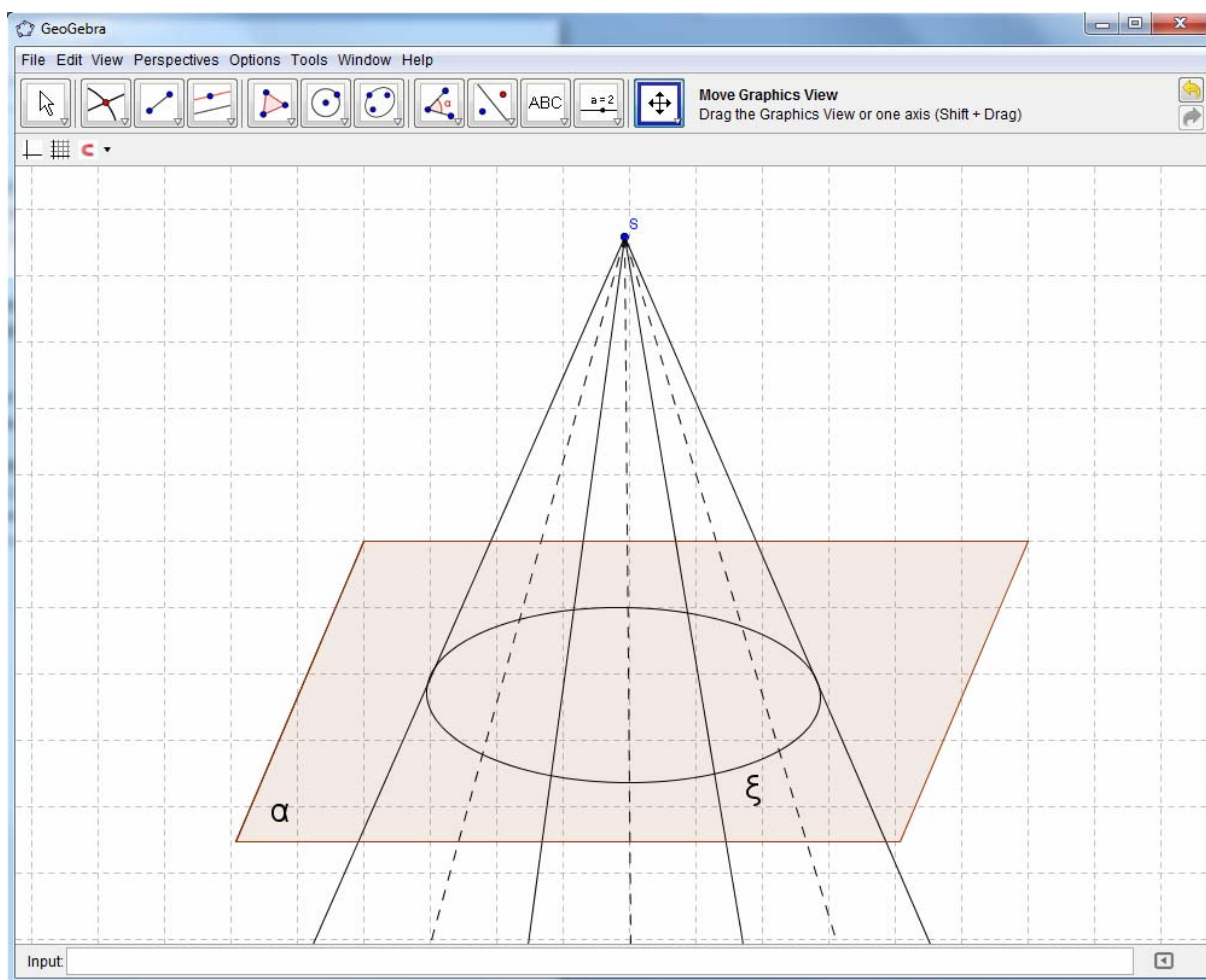 GeoGebra
File Edit View Perspectives Options Tools Window Help
ABC
a=2
α
Move Graphics View
Drag the Graphics View or one axis (Shift + Drag)
S
ξ
α
Input: